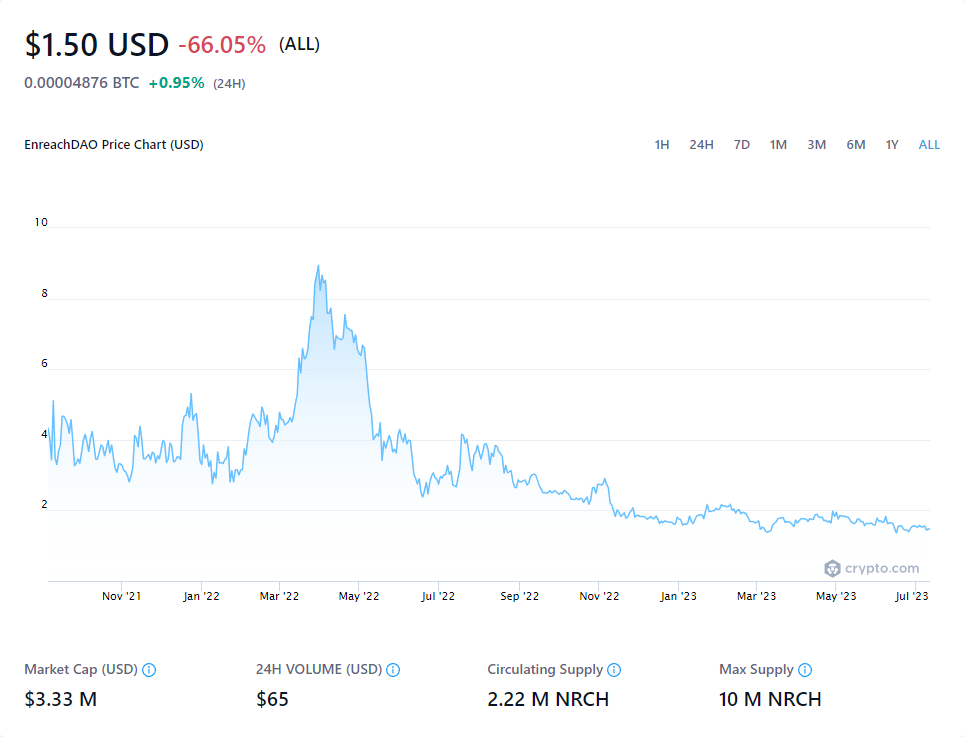 $1.50 USD -66.05% (ALL)
0.00004876 BTC +0.95% (24H)
EnreachDAO Price Chart (USD) 1H 24H 7D 1M 3M 6M 1Y ALL
10
8
6
4
2
crypto.com
Nov '21 Jan '22 Mar '22 May '22 Jul '22 Sep '22 Nov '22 Jan '23 Mar '23 May '23 Jul '23
Market Cap (USD) 24H VOLUME (USD) Circulating Supply Max Supply
$3.33 M $65 2.22 M NRCH 10 M NRCH